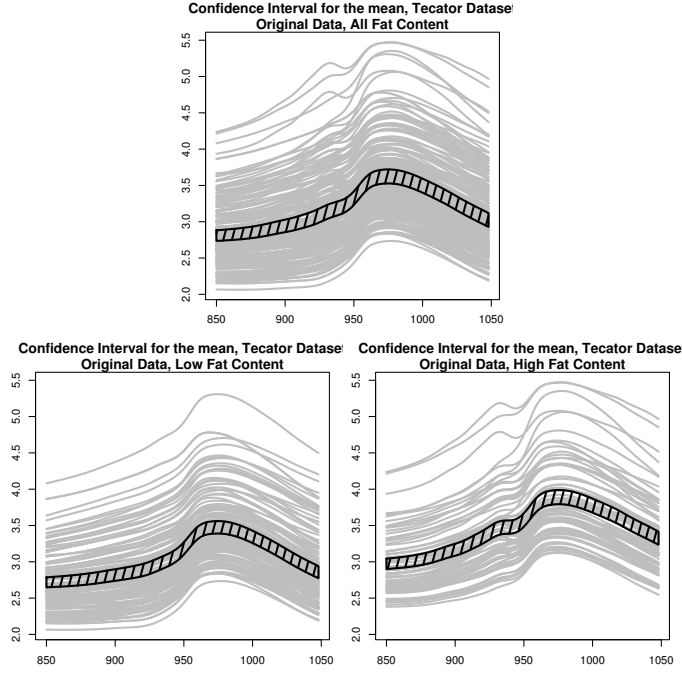 Confidence Interval for the mean, Tecator Dataset
Original Data, All Fat Content
5.5
5.0
4.5
4.0
3.5
3.0
2.5
2.0
850 900 950 1000 1050
Confidence Interval for the mean, Tecator Dataset
Original Data, Low Fat Content
5.5
5.0
4.5
4.0
3.5
3.0
2.5
2.0
850 900 950 1000 1050
Confidence Interval for the mean, Tecator Datase
Original Data, High Fat Content
5.5
5.0
4.5
4.0
3.5
3.0
2.5
2.0
850 900 950 1000 1050